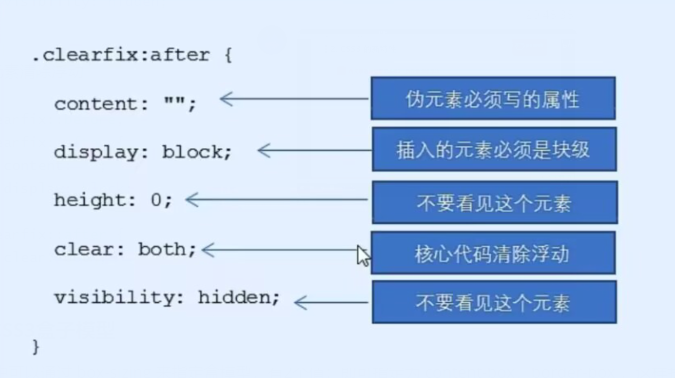 .clearfix:after {
content: ""; 伪元素必须写的属性
display: block; 插入的元素必须是块级
height: 0; 不要看见这个元素
clear: both; 核心代码清除浮动
visibility: hidden; 不要看见这个元素
}